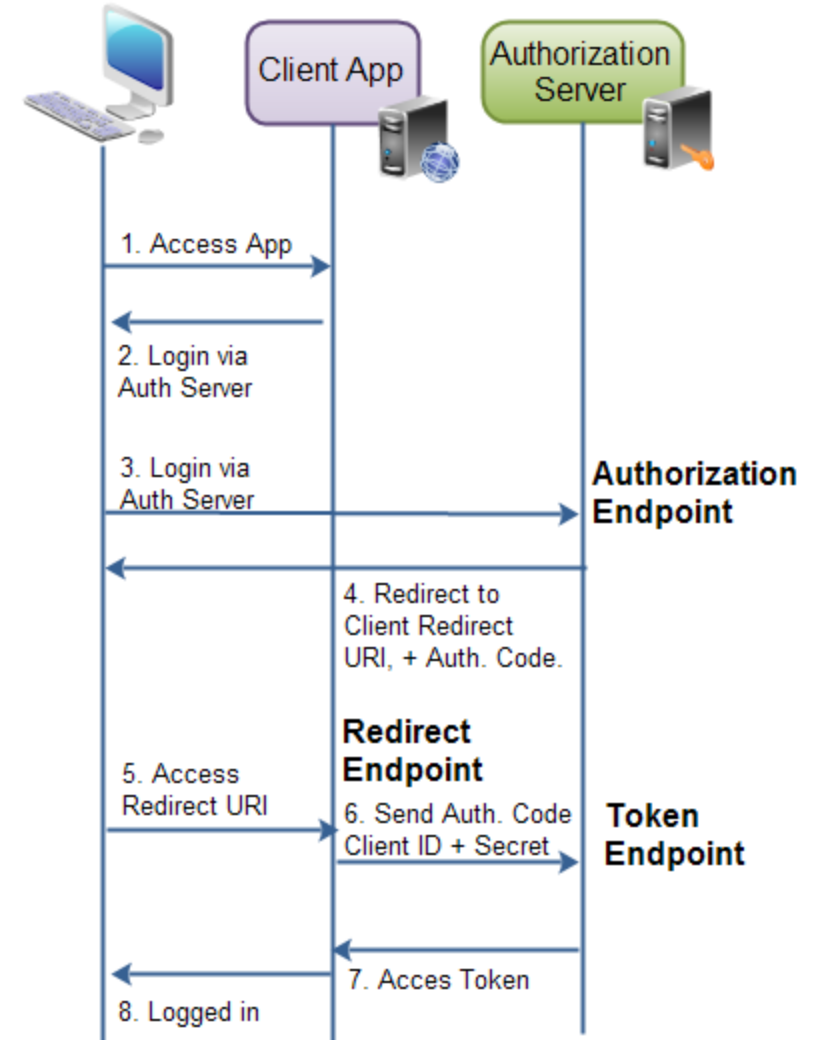 Client App
Authorization
Server
1. Access App
2. Login via
Auth Server
3. Login via
Auth Server
Authorization
Endpoint
4. Redirect to
Client Redirect
URI, + Auth. Code.
Redirect
Endpoint
5. Access
Redirect URI
6. Send Auth. Code
Client ID + Secret
Token
Endpoint
7. Acces Token
8. Logged in